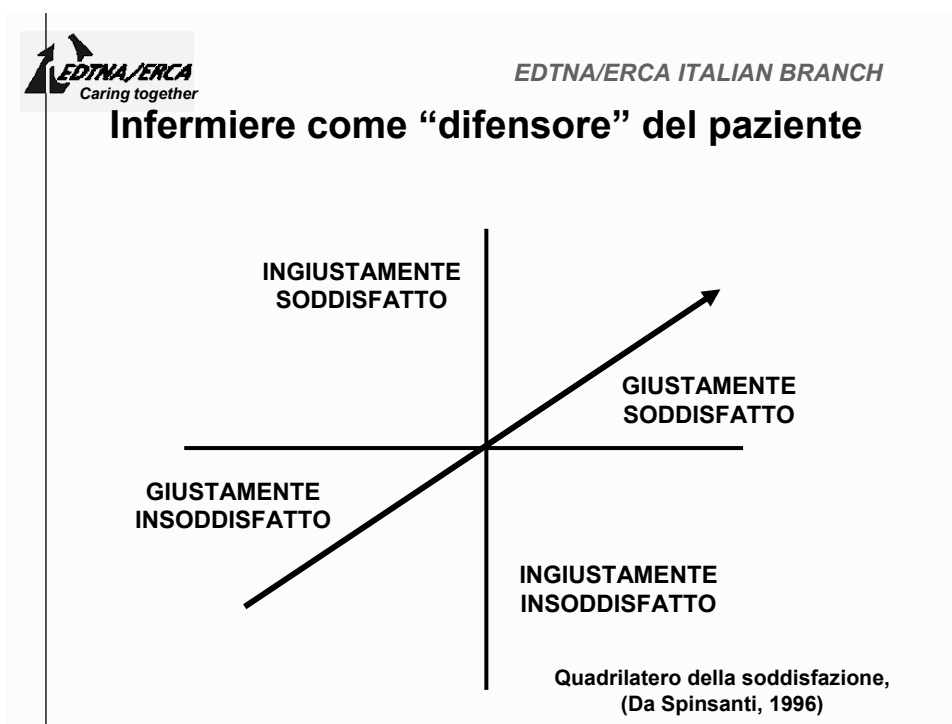 EDTNA/ERCA
Caring together
EDTNA/ERCA ITALIAN BRANCH
Infermiere come “difensore” del paziente
INGIUSTAMENTE
SODDISFATTO
GIUSTAMENTE
SODDISFATTO
GIUSTAMENTE
INSODDISFATTO
INGIUSTAMENTE
INSODDISFATTO
Quadrilatero della soddisfazione,
(Da Spinsanti, 1996)